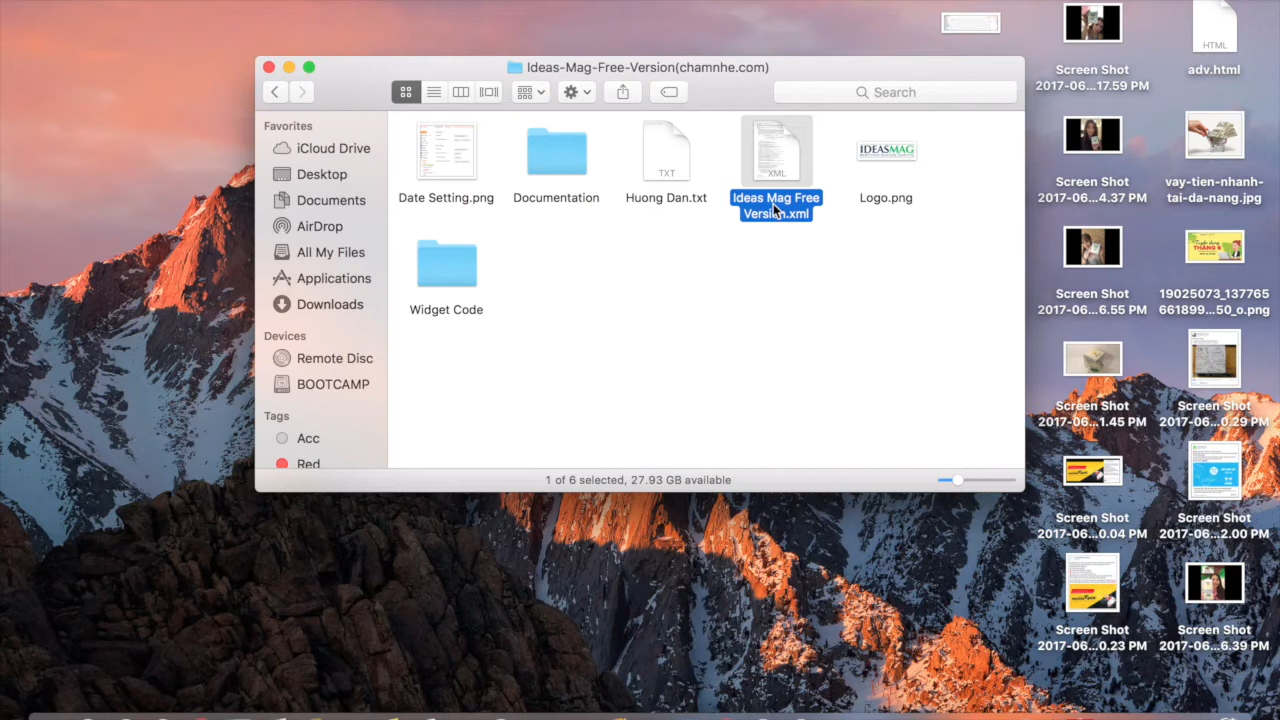 Ideas-Mag-Free-Version(chamnhe.com)
Search
Favorites
iCloud Drive
Desktop
Documents
AirDrop
All My Files
Applications
Downloads
Devices
Remote Disc
BOOTCAMP
Tags
Acc
Red
Date Setting.png
Documentation
TXT
Huong Dan.txt
XML
Ideas Mag Free
Version.xml
IDEASMAG
Logo.png
Widget Code
1 of 6 selected, 27.93 GB available
Screen Shot
2017-06...17.59 PM
HTML
adv.html
Screen Shot
2017-06...4.37 PM
vay-tien-nhanh-
tai-da-nang.jpg
Screen Shot
2017-06...6.55 PM
19025073_137765
661899...50_o.png
Screen Shot
2017-06...1.45 PM
Screen Shot
2017-06...0.29 PM
Screen Shot
2017-06...0.04 PM
Screen Shot
2017-06...2.00 PM
Screen Shot
2017-06...0.23 PM
Screen Shot
2017-06...6.39 PM